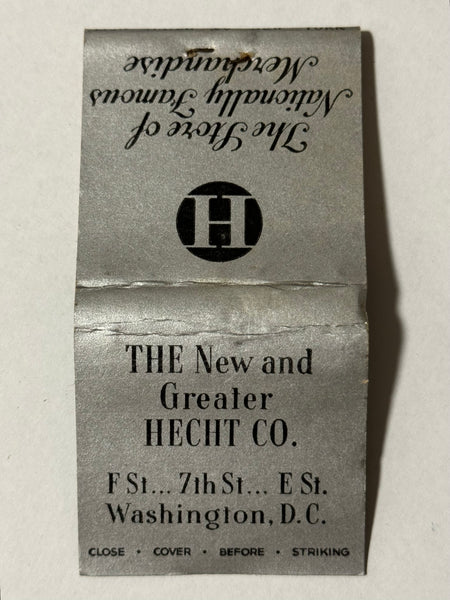 The Store of
Nationally Famous
Merchandise
H
THE New and
Greater
HECHT CO.
F St... 7th St... E St.
Washington, D.C.
CLOSE • COVER • BEFORE • STRIKING